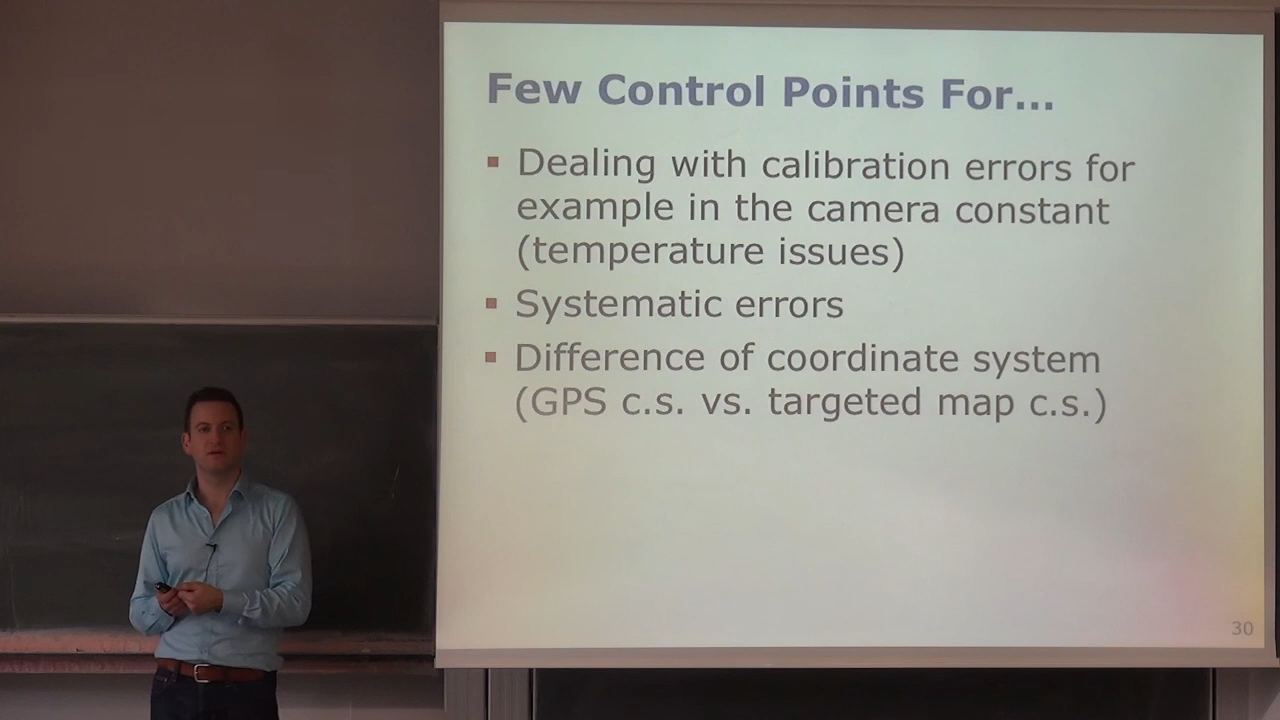 Few Control Points For...
▪ Dealing with calibration errors for
example in the camera constant
(temperature issues)
▪ Systematic errors
▪ Difference of coordinate system
(GPS c.s. vs. targeted map c.s.)
30